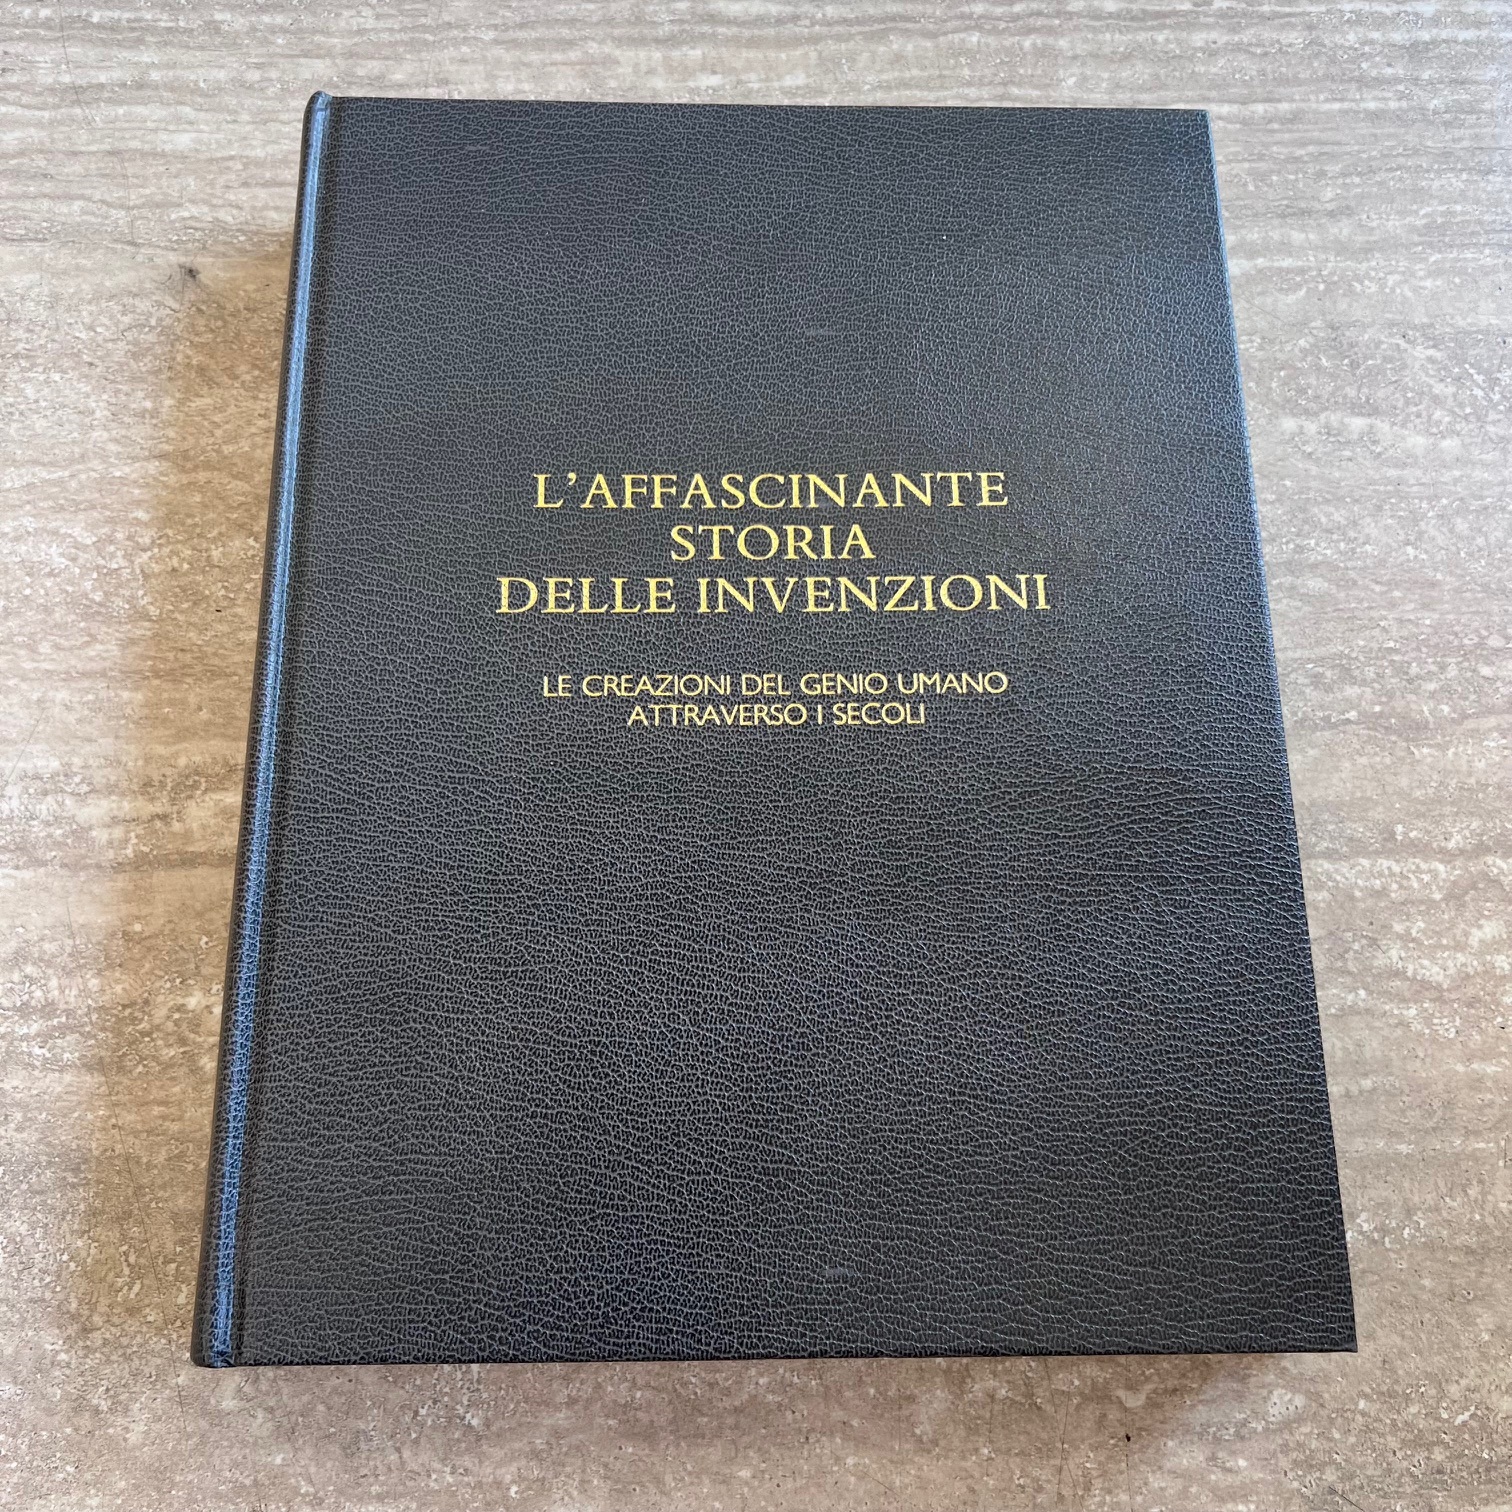 L'AFFASCINANTE
STORIA
DELLE INVENZIONI
LE CREAZIONI DEL GENIO UMANO
ATTRAVERSO I SECOLI